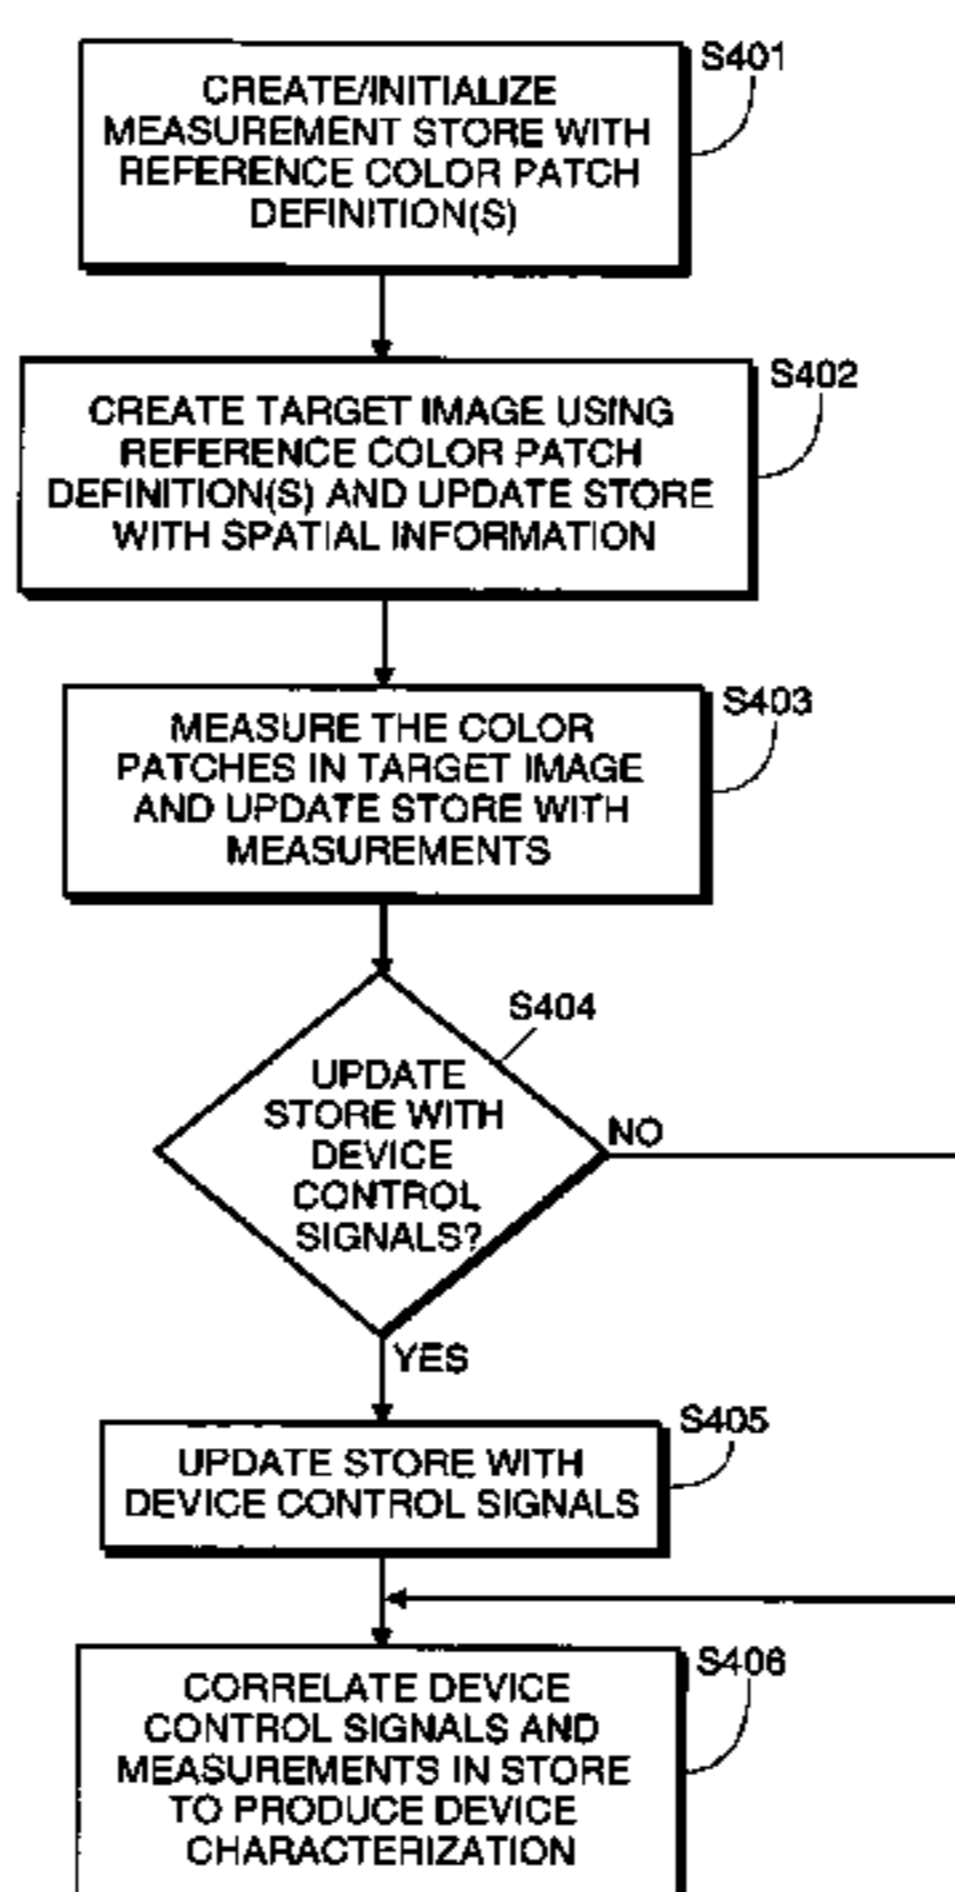 S401
CREATE/INITIALIZE
MEASUREMENT STORE WITH
REFERENCE COLOR PATCH
DEFINITION(S)
S402
CREATE TARGET IMAGE USING
REFERENCE COLOR PATCH
DEFINITION(S) AND UPDATE STORE
WITH SPATIAL INFORMATION
S403
MEASURE THE COLOR
PATCHES IN TARGET IMAGE
AND UPDATE STORE WITH
MEASUREMENTS
S404
UPDATE
STORE WITH
DEVICE
CONTROL
SIGNALS?
NO
YES
S405
UPDATE STORE WITH
DEVICE CONTROL SIGNALS
S406
CORRELATE DEVICE
CONTROL SIGNALS AND
MEASUREMENTS IN STORE
TO PRODUCE DEVICE
CHARACTERIZATION